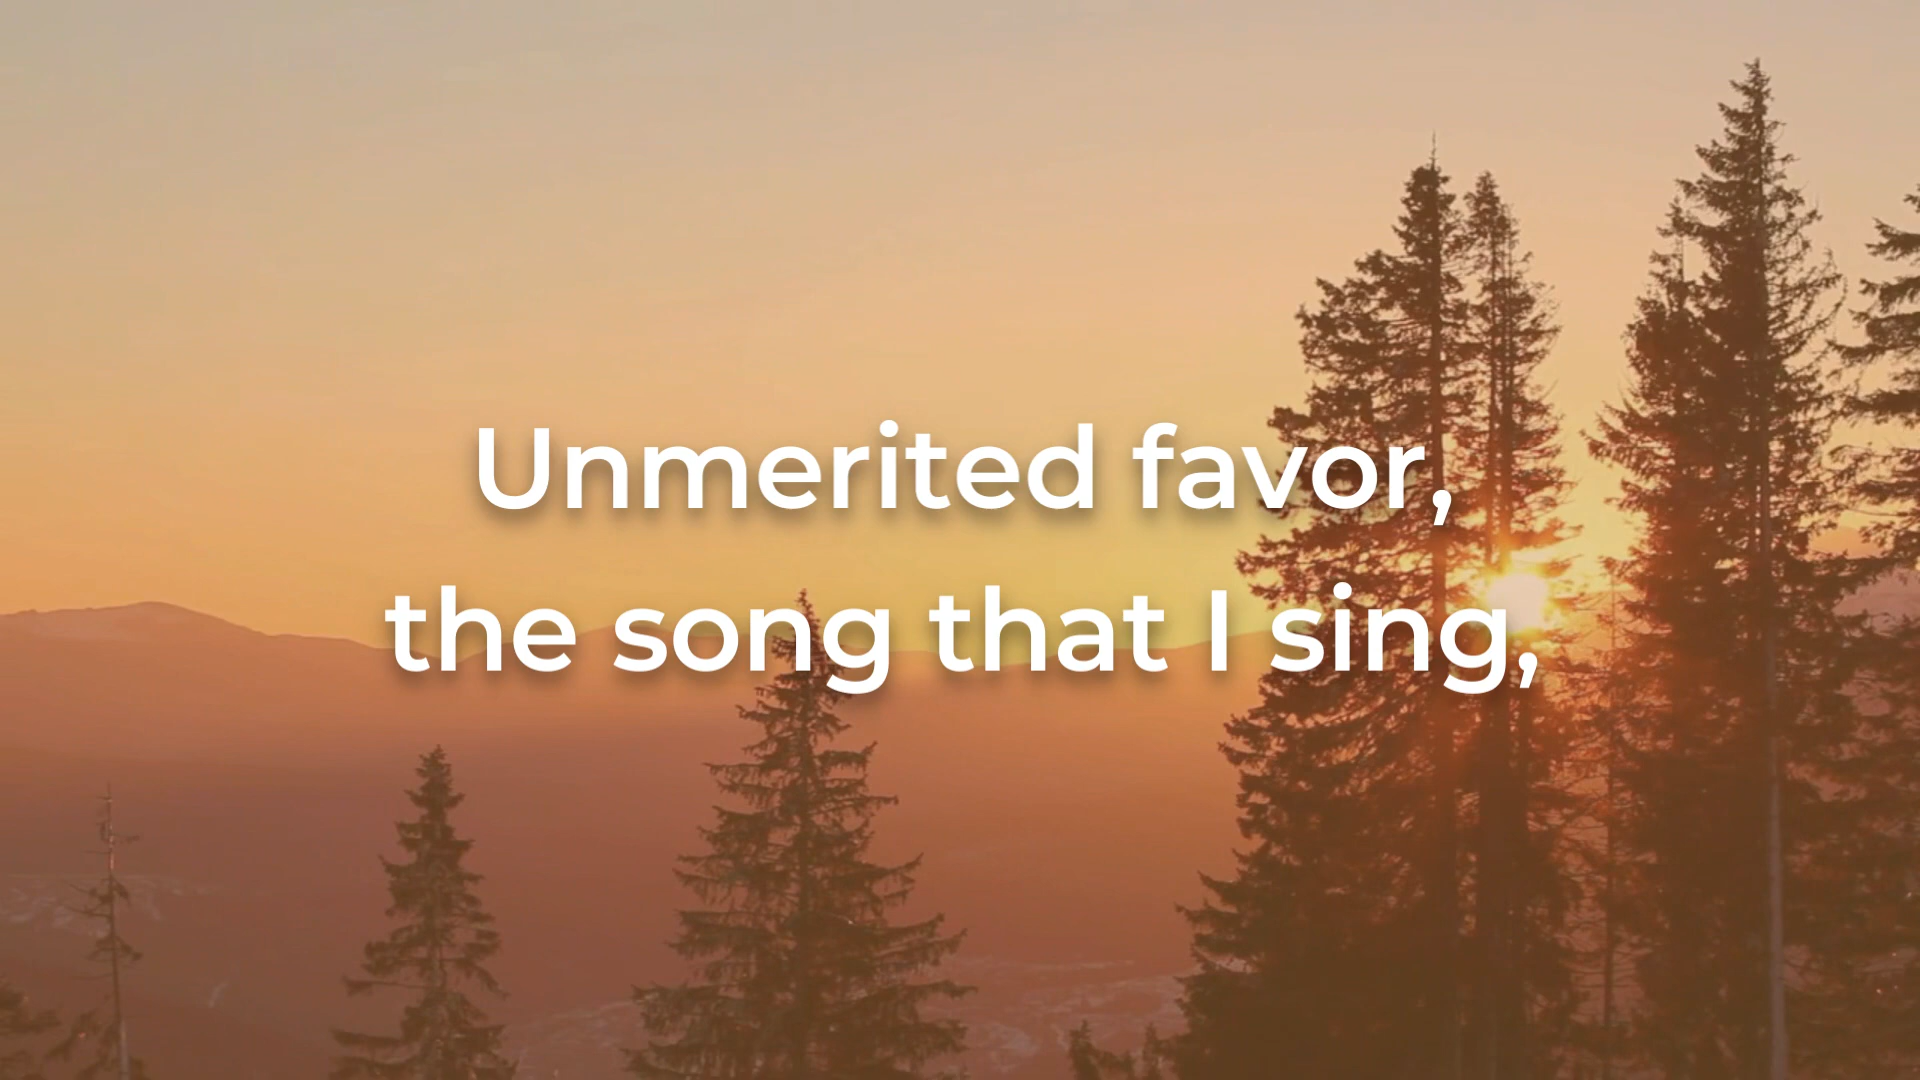 Unmerited favor,
the song that I sing,